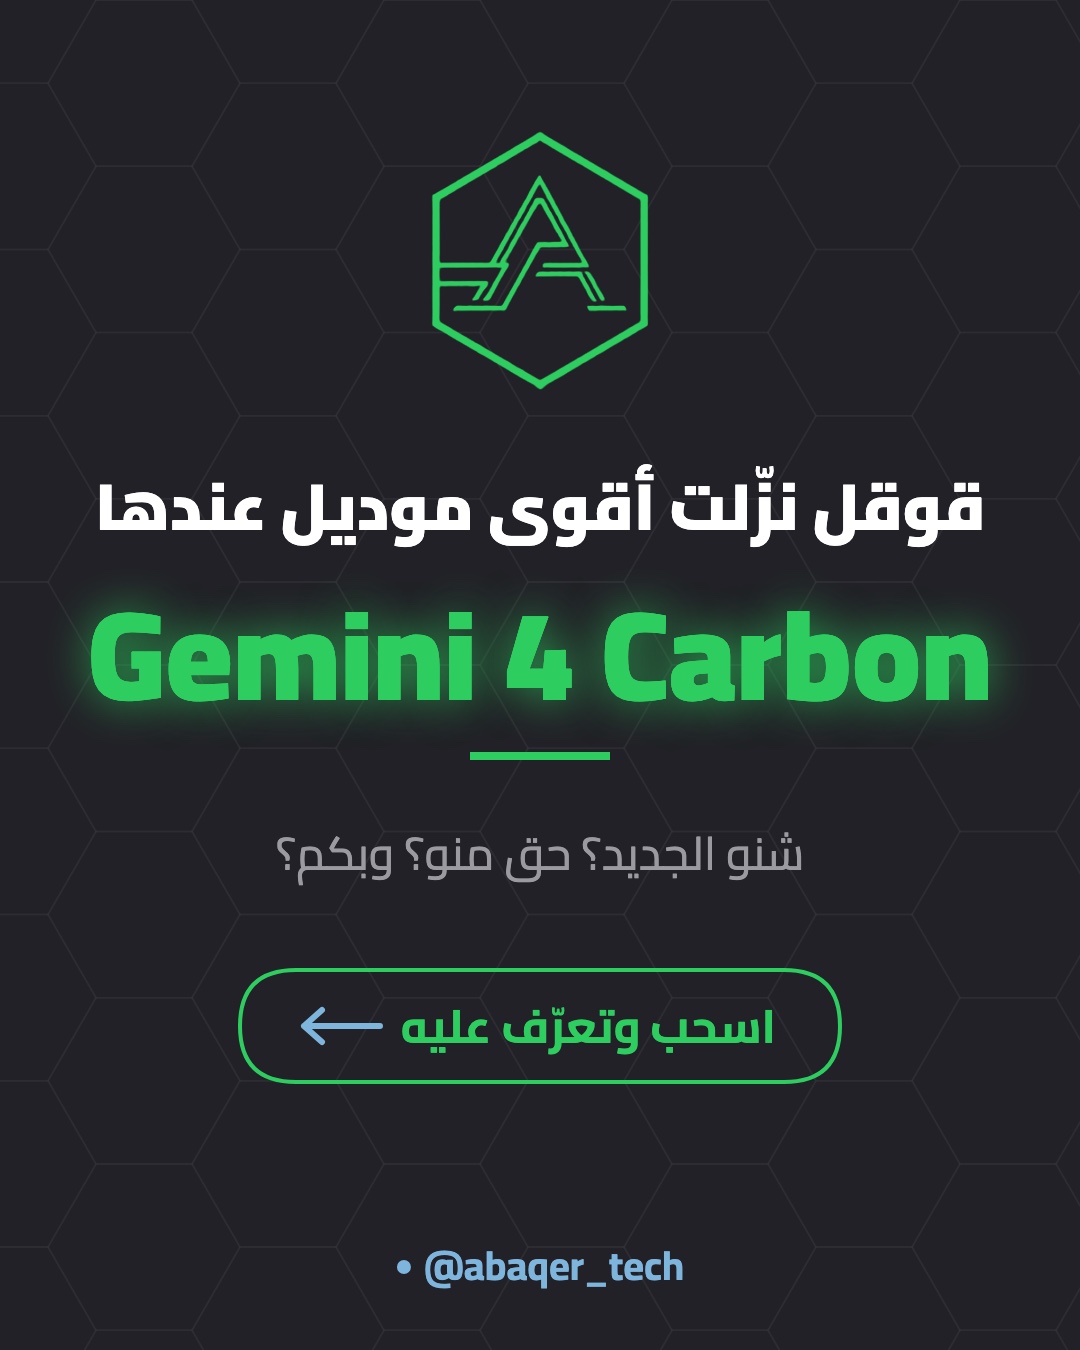 قوقل نزّلت أقوى موديل عندها
Gemini 4 Carbon
شنو الجديد؟ حق منو؟ وبكم؟
اسحب وتعرّف عليه ←
• @abaqer_tech